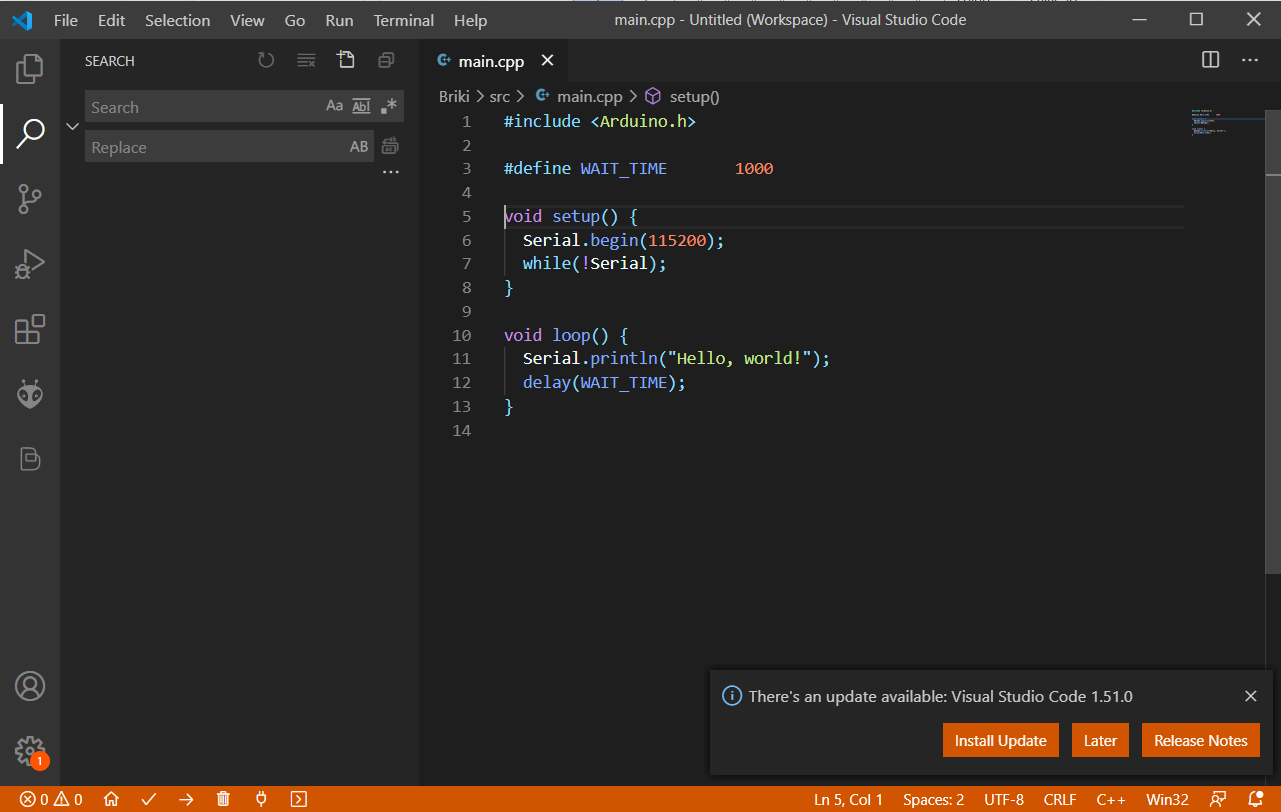 File Edit Selection View Go Run Terminal Help main.cpp - Untitled (Workspace) - Visual Studio Code
SEARCH
Search Aa Abl .*
Replace AB
main.cpp
Briki > src > main.cpp > setup()
1 #include <Arduino.h>
2
3 #define WAIT_TIME 1000
4
5 void setup() {
6 Serial.begin(115200);
7 while(!Serial);
8 }
9
10 void loop() {
11 Serial.println("Hello, world!");
12 delay(WAIT_TIME);
13 }
14
There's an update available: Visual Studio Code 1.51.0
Install Update Later Release Notes
1
0 0 Ln 5, Col 1 Spaces: 2 UTF-8 CRLF C++ Win32